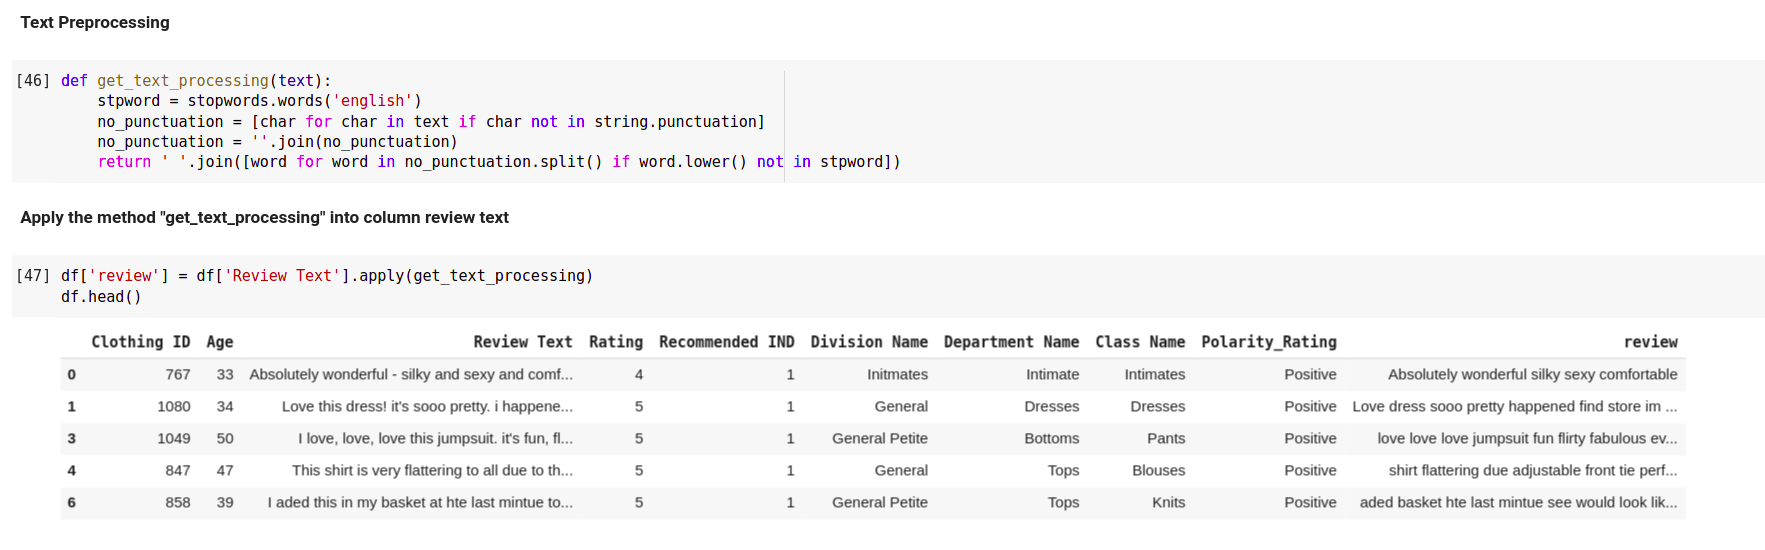 Text Preprocessing
[46] def get_text_processing(text):
stpword = stopwords.words('english')
no_punctuation = [char for char in text if char not in string.punctuation]
no_punctuation = ''.join(no_punctuation)
return ' '.join([word for word in no_punctuation.split() if word.lower() not in stpword])
Apply the method "get_text_processing" into column review text
[47] df['review'] = df['Review Text'].apply(get_text_processing)
df.head()
Clothing ID Age Review Text Rating Recommended IND Division Name Department Name Class Name Polarity_Rating review
0 767 33 Absolutely wonderful - silky and sexy and comf... 4 1 Initmates Intimate Intimates Positive Absolutely wonderful silky sexy comfortable
1 1080 34 Love this dress! it's sooo pretty. i happene... 5 1 General Dresses Dresses Positive Love dress sooo pretty happened find store im ...
3 1049 50 I love, love, love this jumpsuit. it's fun, fl... 5 1 General Petite Bottoms Pants Positive love love love jumpsuit fun flirty fabulous ev...
4 847 47 This shirt is very flattering to all due to th... 5 1 General Tops Blouses Positive shirt flattering due adjustable front tie perf...
6 858 39 I aded this in my basket at hte last mintue to... 5 1 General Petite Tops Knits Positive aded basket hte last mintue see would look lik...